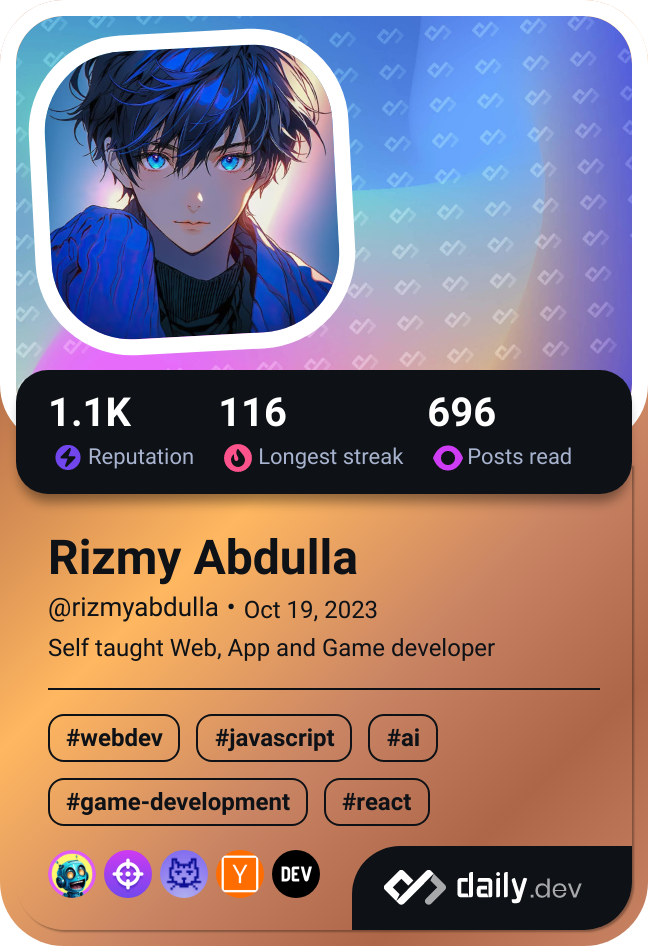 1.1K 116 696
Reputation Longest streak Posts read
Rizmy Abdulla
@rizmyabdulla • Oct 19, 2023
Self taught Web, App and Game developer
#webdev #javascript #ai
#game-development #react
Y DEV daily.dev